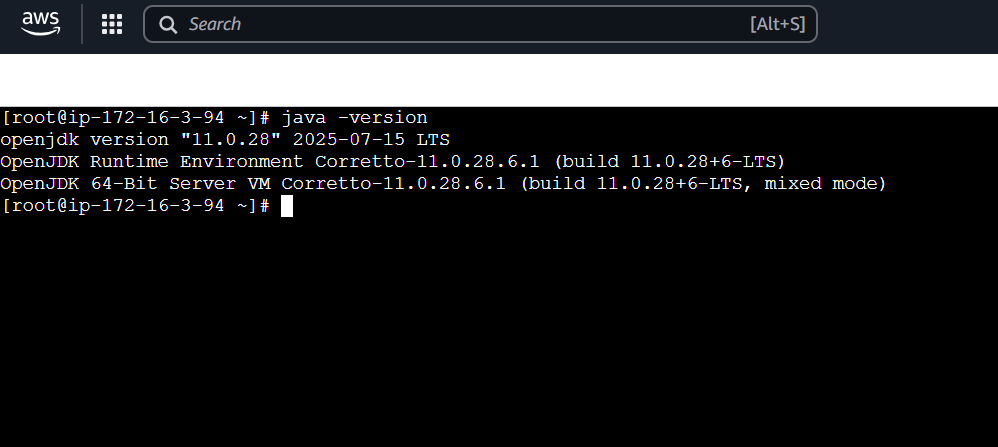 aws
Search [Alt+S]
[root@ip-172-16-3-94 ~]# java -version
openjdk version "11.0.28" 2025-07-15 LTS
OpenJDK Runtime Environment Corretto-11.0.28.6.1 (build 11.0.28+6-LTS)
OpenJDK 64-Bit Server VM Corretto-11.0.28.6.1 (build 11.0.28+6-LTS, mixed mode)
[root@ip-172-16-3-94 ~]#